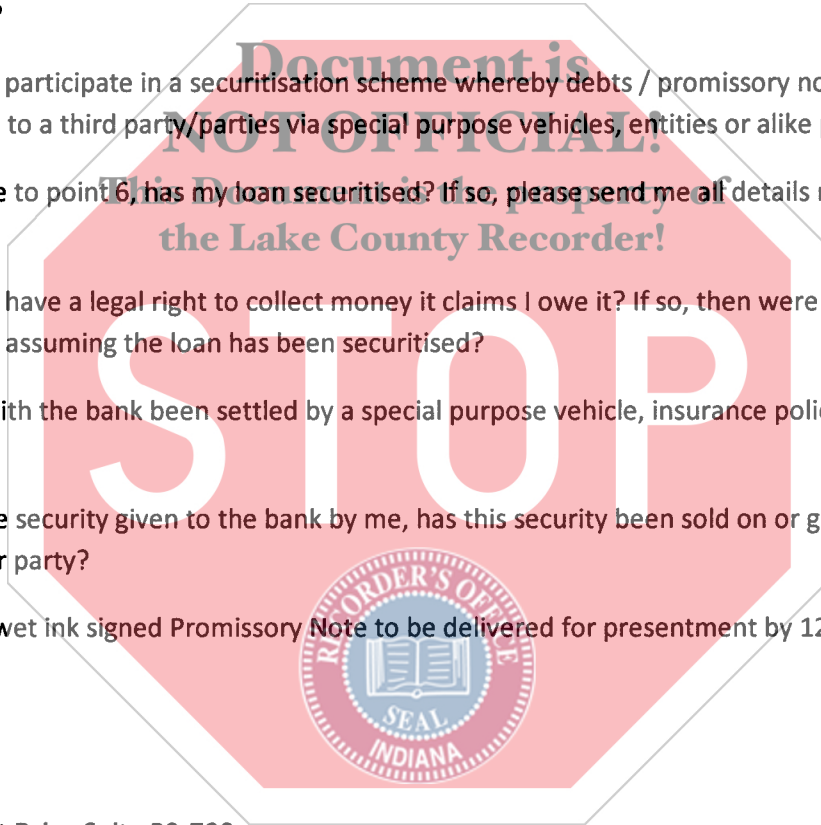 Document is
participate in a securitisation scheme whereby debts / promissory no
to a third party/parties via special purpose vehicles, entities or alike
NOT OFFICIAL!
e to point 6, has my loan securitised? If so, please send me all details
This Document is the property of
the Lake County Recorder!
have a legal right to collect money it claims I owe it? If so, then were
assuming the loan has been securitised?
STOP
ith the bank been settled by a special purpose vehicle, insurance poli
e security given to the bank by me, has this security been sold on or g
r party?
RECORDER'S OFFICE
wet ink signed Promissory Note to be delivered for presentment by 12
SEAL
INDIANA